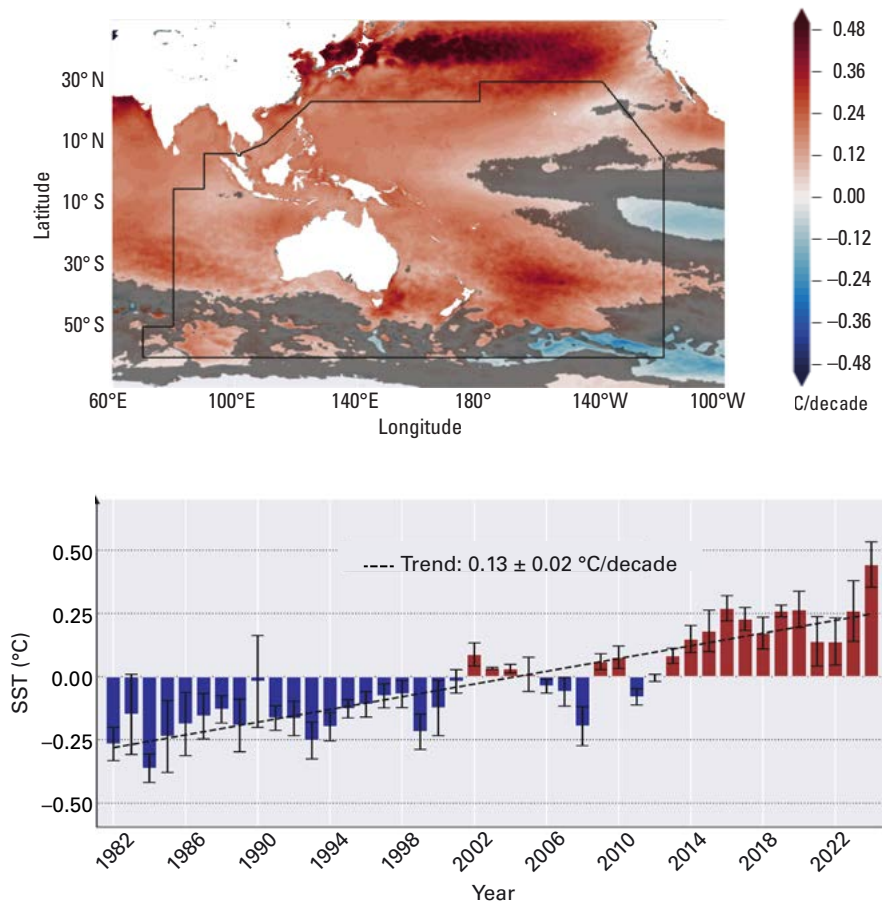 0.48
0.36
0.24
0.12
0.00
−0.12
−0.24
−0.36
−0.48
C/decade
30° N
10° N
10° S
30° S
50° S
Latitude
60°E 100°E 140°E 180° 140°W 100°W
Longitude
0.50
0.25
0.00
−0.25
−0.50
SST (°C)
Trend: 0.13 ± 0.02 °C/decade
1982 1986 1990 1994 1998 2002 2006 2010 2014 2018 2022
Year